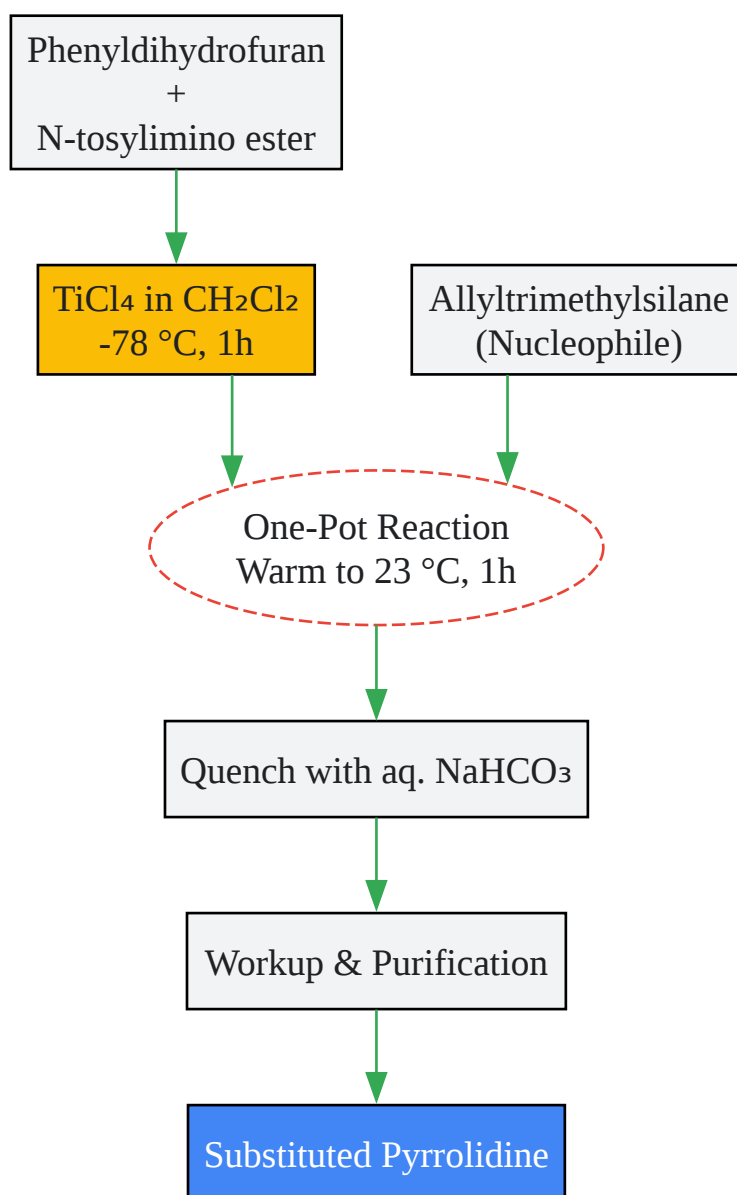 Phenyldihydrofuran
+
N-tosylimino ester
TiCl₄ in CH₂Cl₂
-78 °C, 1h
Allyltrimethylsilane
(Nucleophile)
One-Pot Reaction
Warm to 23 °C, 1h
Quench with aq. NaHCO₃
Workup & Purification
Substituted Pyrrolidine